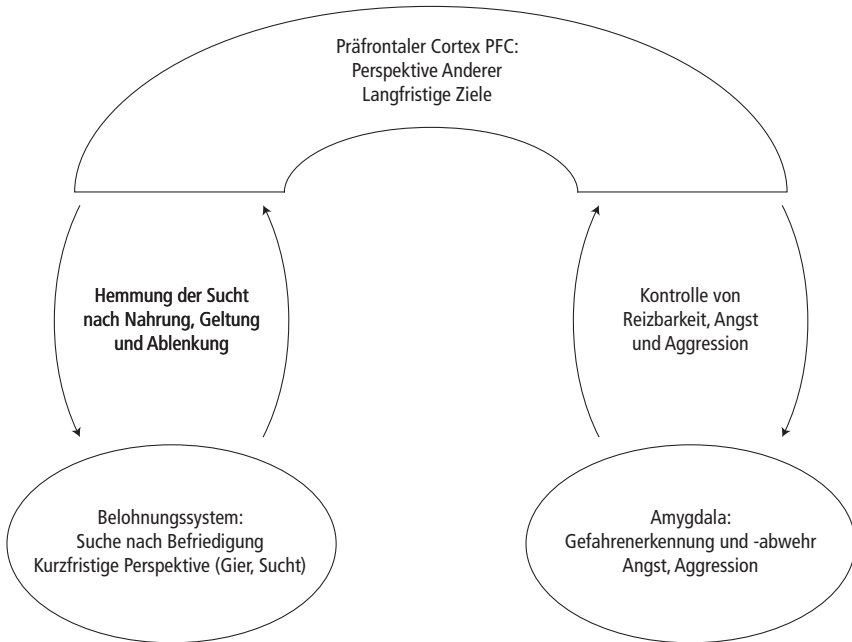 Präfrontaler Cortex PFC:
Perspektive Anderer
Langfristige Ziele
Hemmung der Sucht
nach Nahrung, Geltung
und Ablenkung
Kontrolle von
Reizbarkeit, Angst
und Aggression
Belohnungssystem:
Suche nach Befriedigung
Kurzfristige Perspektive (Gier, Sucht)
Amygdala:
Gefahrenerkennung und -abwehr
Angst, Aggression